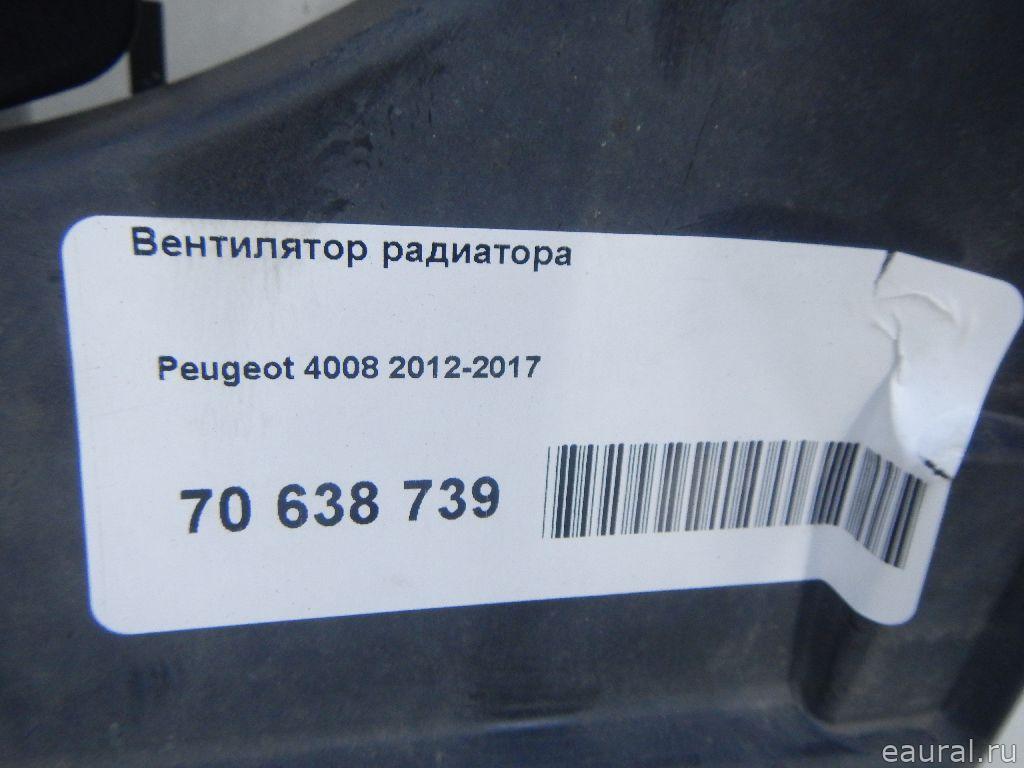 Вентилятор радиатора
Peugeot 4008 2012-2017
70 638 739
eaural.ru